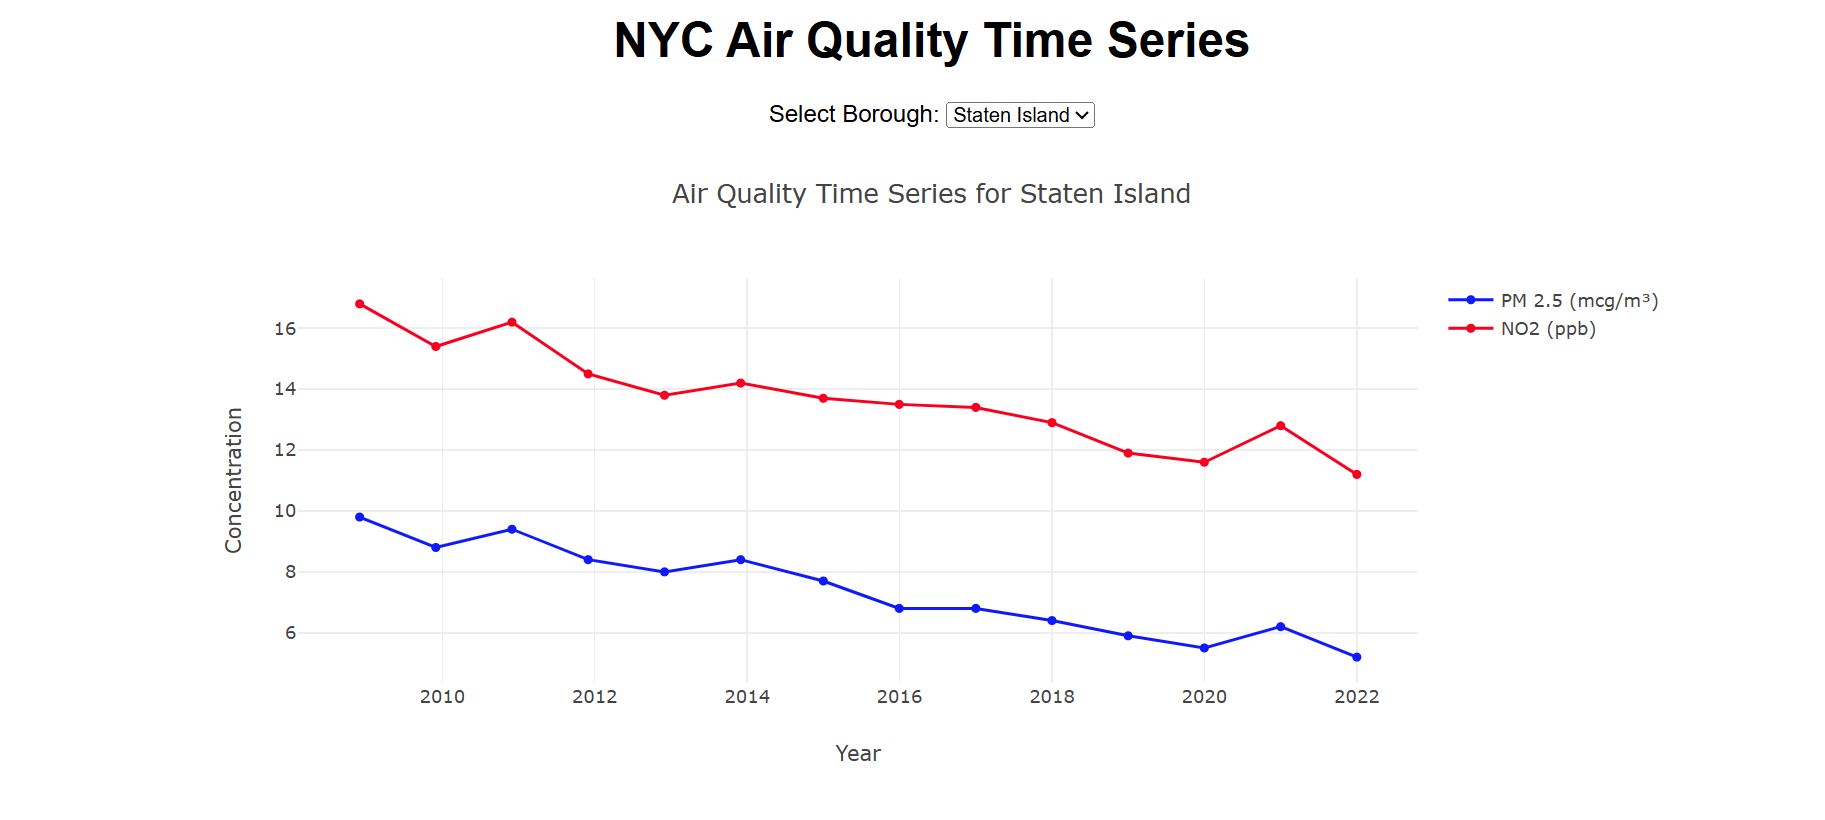 NYC Air Quality Time Series
Select Borough: Staten Island
Air Quality Time Series for Staten Island
PM 2.5 (mcg/m³)
NO2 (ppb)
Concentration
16
14
12
10
8
6
2010 2012 2014 2016 2018 2020 2022
Year